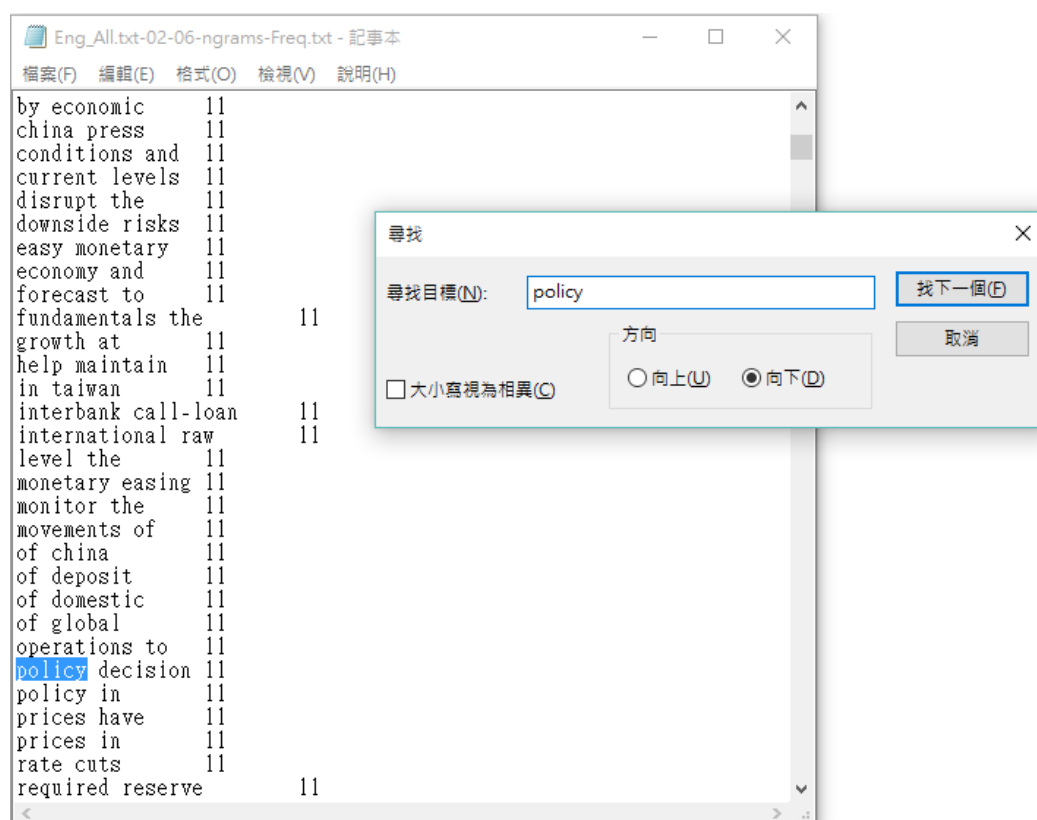 Eng_All.txt-02-06-ngrams-Freq.txt - 記事本
檔案(F) 編輯(E) 格式(O) 檢視(V) 說明(H)
by economic 11
china press 11
conditions and 11
current levels 11
disrupt the 11
downside risks 11
easy monetary 11
economy and 11
forecast to 11
fundamentals the 11
growth at 11
help maintain 11
in taiwan 11
interbank call-loan 11
international raw 11
level the 11
monetary easing 11
monitor the 11
movements of 11
of china 11
of deposit 11
of domestic 11
of global 11
operations to 11
policy decision 11
policy in 11
prices have 11
prices in 11
rate cuts 11
required reserve 11
尋找
尋找目標(N): policy
找下一個(F)
方向
取消
大小寫視為相異(C)
向上(U) 向下(D)